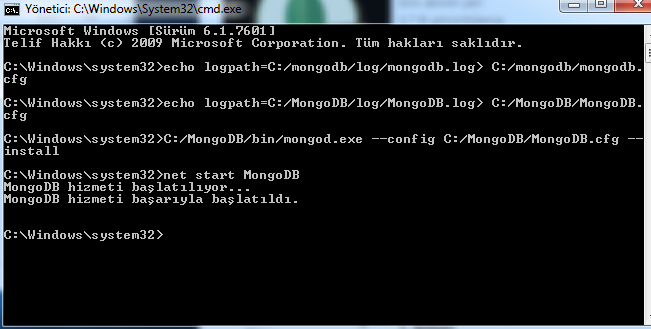 Yönetici: C:\Windows\System32\cmd.exe
Microsoft Windows [Sürüm 6.1.7601]
Telif Hakkı (c) 2009 Microsoft Corporation. Tüm hakları saklıdır.
C:\Windows\system32>echo logpath=C:/mongodb/log/mongodb.log> C:/mongodb/mongodb.
cfg
C:\Windows\system32>echo logpath=C:/MongoDB/log/MongoDB.log> C:/MongoDB/MongoDB.
cfg
C:\Windows\system32>C:/MongoDB/bin/mongod.exe --config C:/MongoDB/MongoDB.cfg --
install
C:\Windows\system32>net start MongoDB
MongoDB hizmeti başlatılıyor...
MongoDB hizmeti başarıyla başlatıldı.
C:\Windows\system32>